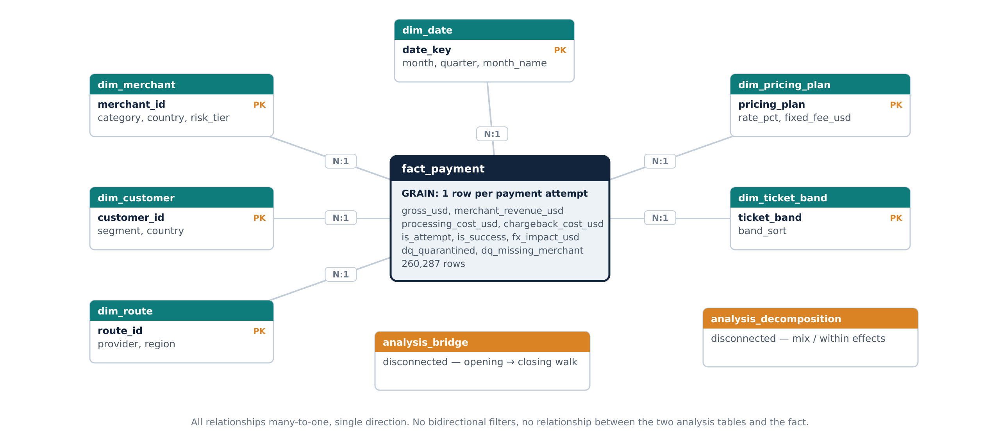 dim_date
date_key PK
month, quarter, month_name
dim_merchant
merchant_id PK
category, country, risk_tier
dim_pricing_plan
pricing_plan PK
rate_pct, fixed_fee_usd
N:1
N:1
N:1
fact_payment
GRAIN: 1 row per payment attempt
gross_usd, merchant_revenue_usd
processing_cost_usd, chargeback_cost_usd
is_attempt, is_success, fx_impact_usd
dq_quarantined, dq_missing_merchant
260,287 rows
dim_customer
customer_id PK
segment, country
N:1
N:1
dim_ticket_band
ticket_band PK
band_sort
N:1
dim_route
route_id PK
provider, region
analysis_bridge
disconnected — opening → closing walk
analysis_decomposition
disconnected — mix / within effects
All relationships many-to-one, single direction. No bidirectional filters, no relationship between the two analysis tables and the fact.